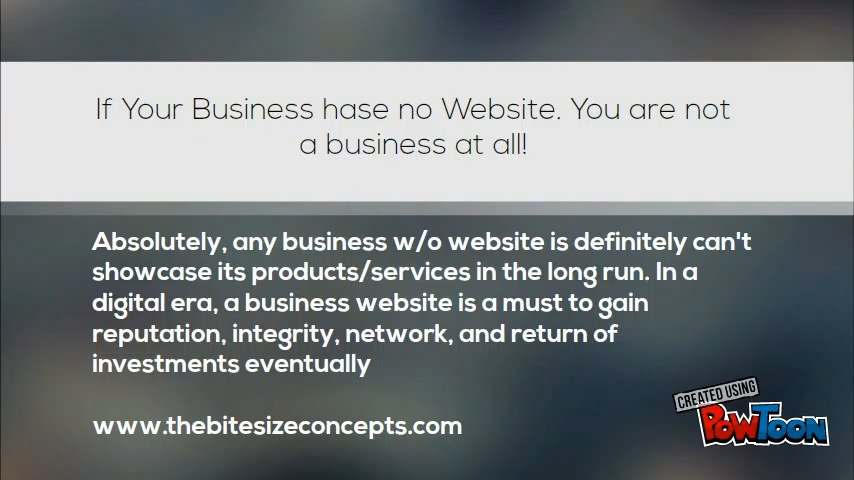 If Your Business hase no Website. You are not
a business at all!
Absolutely, any business w/o website is definitely can't
showcase its products/services in the long run. In a
digital era, a business website is a must to gain
reputation, integrity, network, and return of
investments eventually
www.thebitesizeconcepts.com
CREATED USING
POWTOON